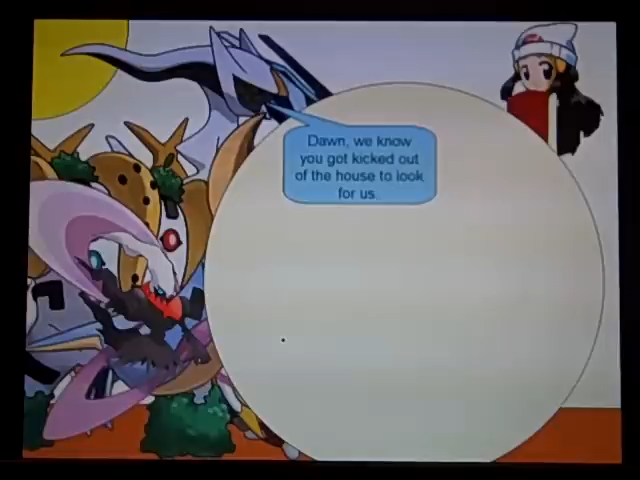 Dawn, we know
you got kicked out
of the house to look
for us.